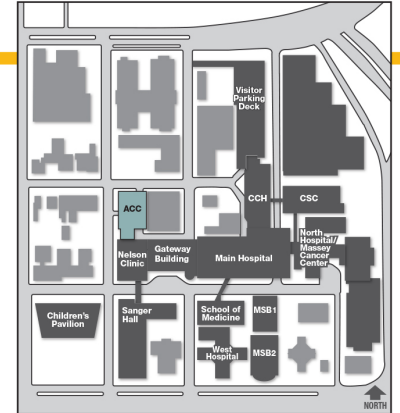 Visitor
Parking
Deck
CCH
CSC
ACC
North
Hospital/
Massey
Cancer
Center
Nelson
Clinic
Gateway
Building
Main Hospital
Children's
Pavilion
Sanger
Hall
School of
Medicine
MSB1
West
Hospital
MSB2
NORTH